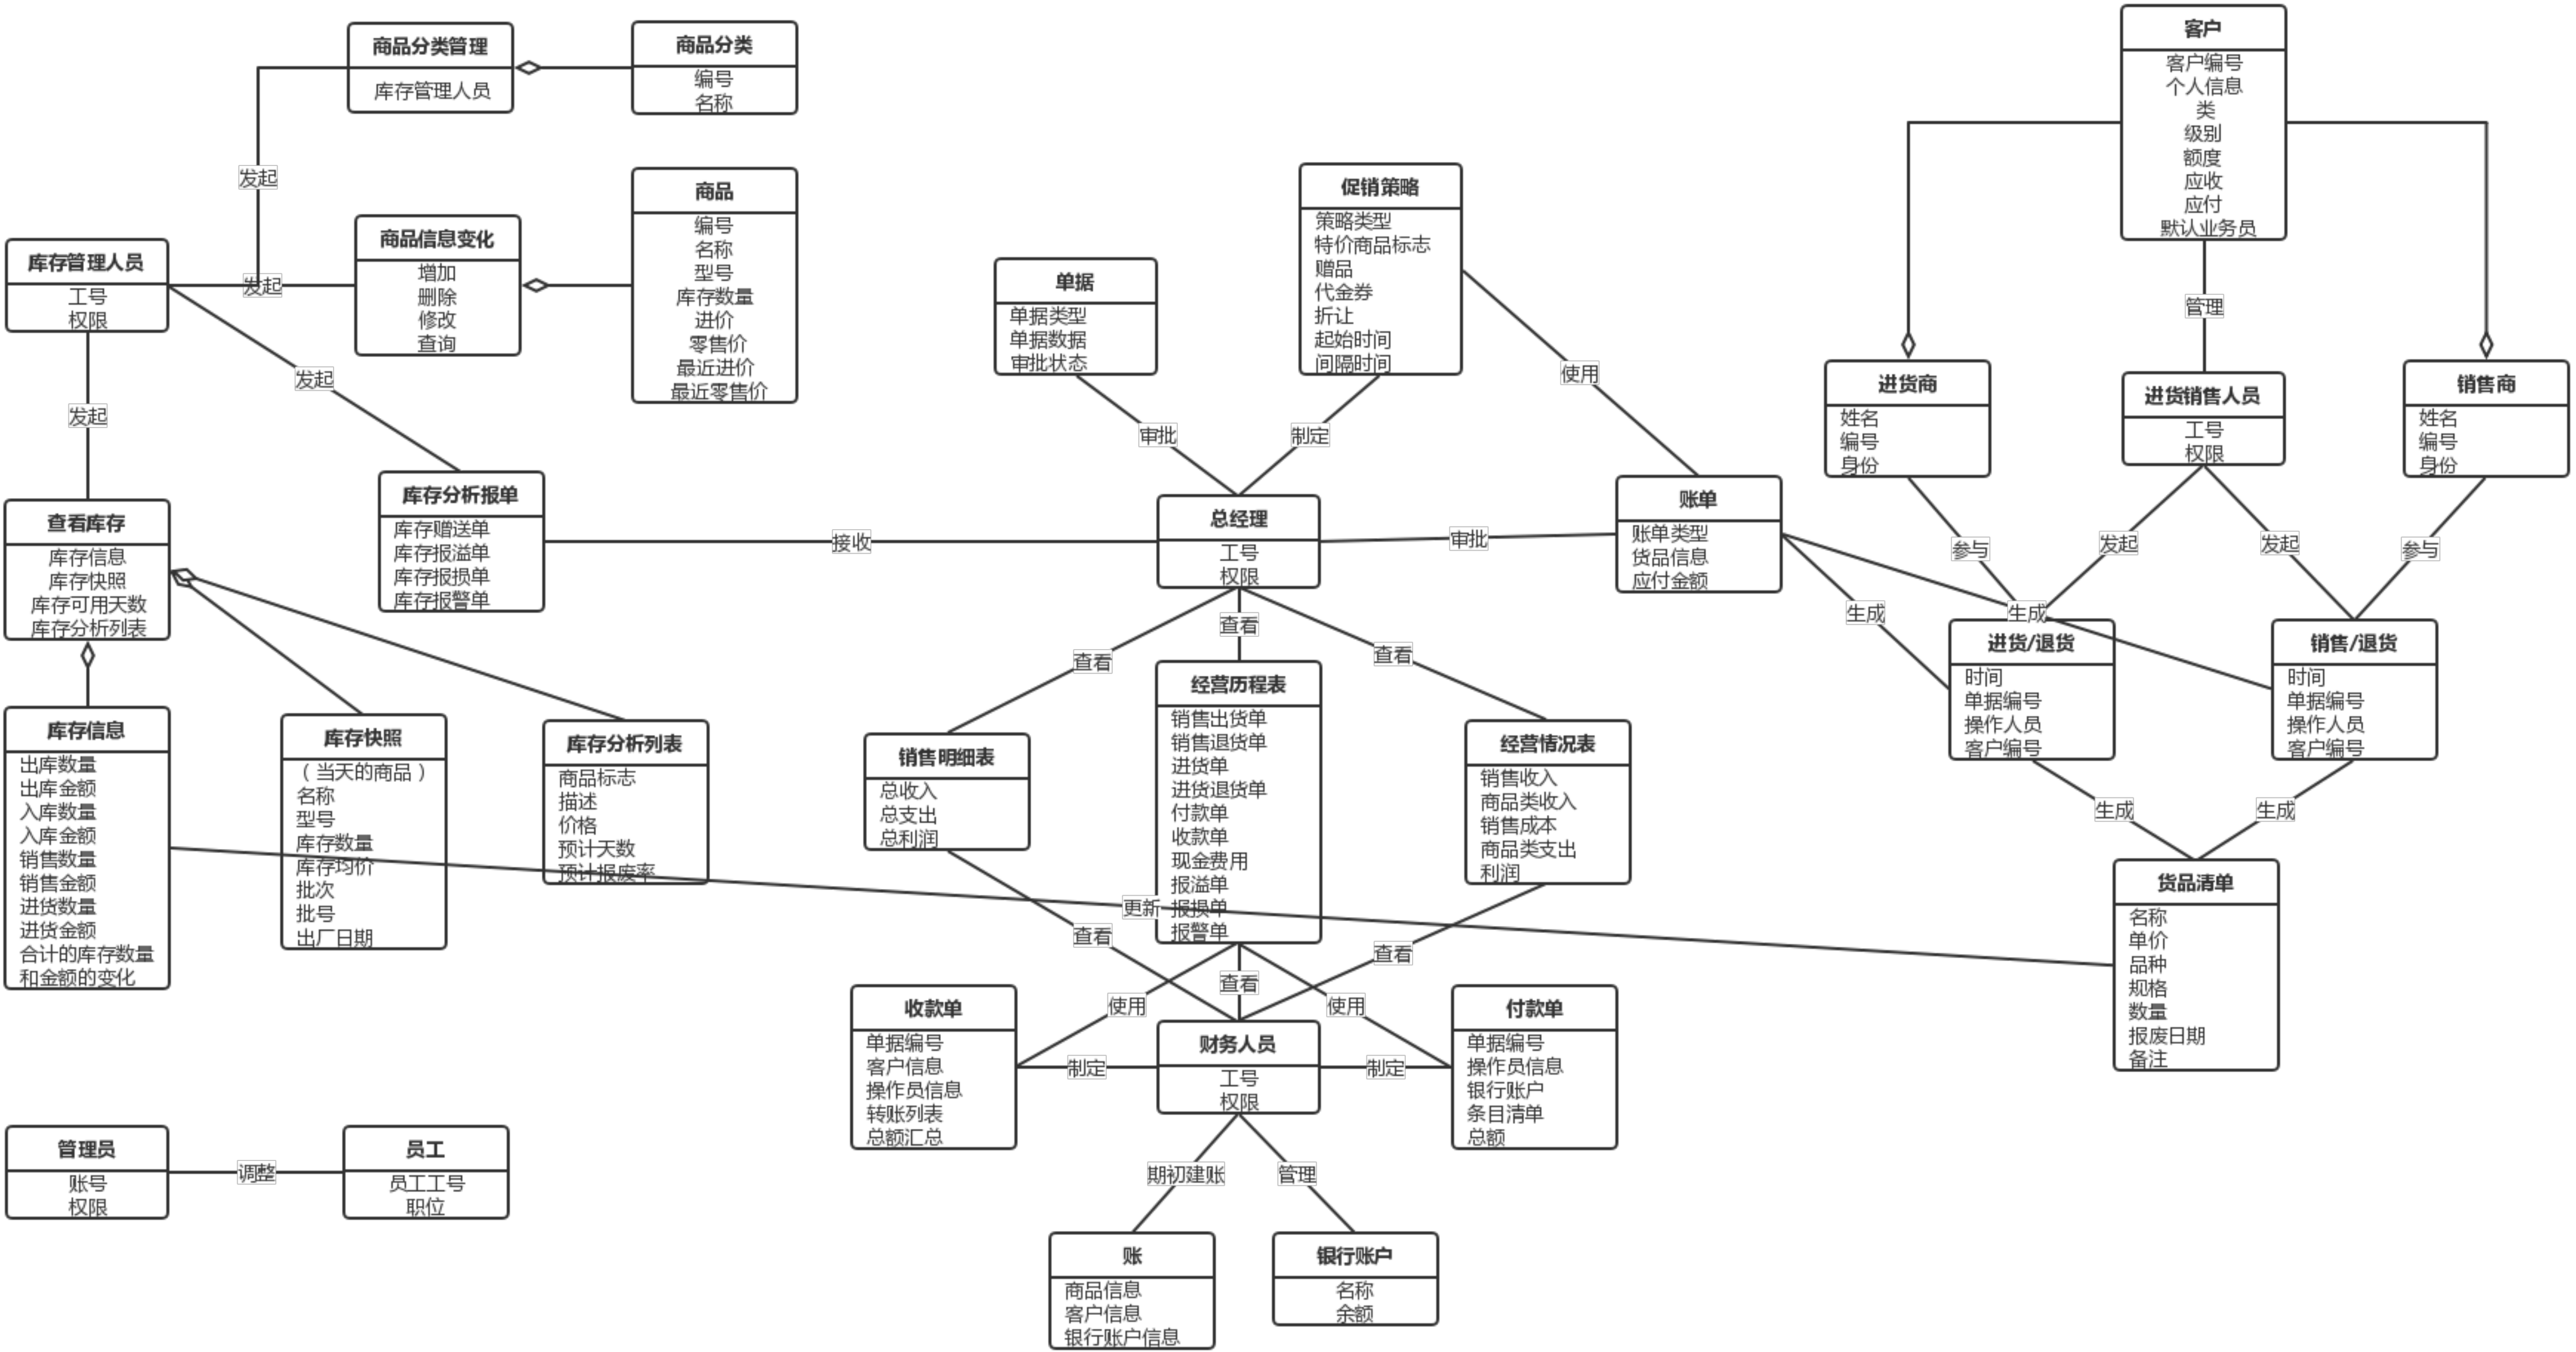 商品分类管理
库存管理人员
商品分类
编号
名称
发起
库存管理人员
工号
权限
发起
商品信息变化
增加
删除
修改
查询
商品
编号
名称
型号
库存数量
进价
零售价
最近进价
最近零售价
发起
发起
查看库存
库存信息
库存快照
库存可用天数
库存分析列表
库存分析报单
库存赠送单
库存报溢单
库存报损单
库存报警单
接收
库存信息
出库数量
出库金额
入库数量
入库金额
销售数量
销售金额
进货数量
进货金额
合计的库存数量
和金额的变化
库存快照
（当天的商品）
名称
型号
库存数量
库存均价
批次
批号
出厂日期
库存分析列表
商品标志
描述
价格
预计天数
预计报废率
管理员
账号
权限
调整
员工
员工工号
职位
单据
单据类型
单据数据
审批状态
促销策略
策略类型
特价商品标志
赠品
代金券
折让
起始时间
间隔时间
使用
审批
制定
总经理
工号
权限
审批
账单
账单类型
货品信息
应付金额
查看
查看
查看
销售明细表
总收入
总支出
总利润
经营历程表
销售出货单
销售退货单
进货单
进货退货单
付款单
收款单
现金费用
报溢单
报损单
报警单
经营情况表
销售收入
商品类收入
销售成本
商品类支出
利润
更新
查看
查看
查看
使用
使用
收款单
单据编号
客户信息
操作员信息
转账列表
总额汇总
制定
财务人员
工号
权限
制定
付款单
单据编号
操作员信息
银行账户
条目清单
总额
期初建账
管理
账
商品信息
客户信息
银行账户信息
银行账户
名称
余额
客户
客户编号
个人信息
类
级别
额度
应收
应付
默认业务员
管理
进货商
姓名
编号
身份
进货销售人员
工号
权限
销售商
姓名
编号
身份
参与
发起
发起
参与
生成
生成
进货/退货
时间
单据编号
操作人员
客户编号
销售/退货
时间
单据编号
操作人员
客户编号
生成
生成
货品清单
名称
单价
品种
规格
数量
报废日期
备注